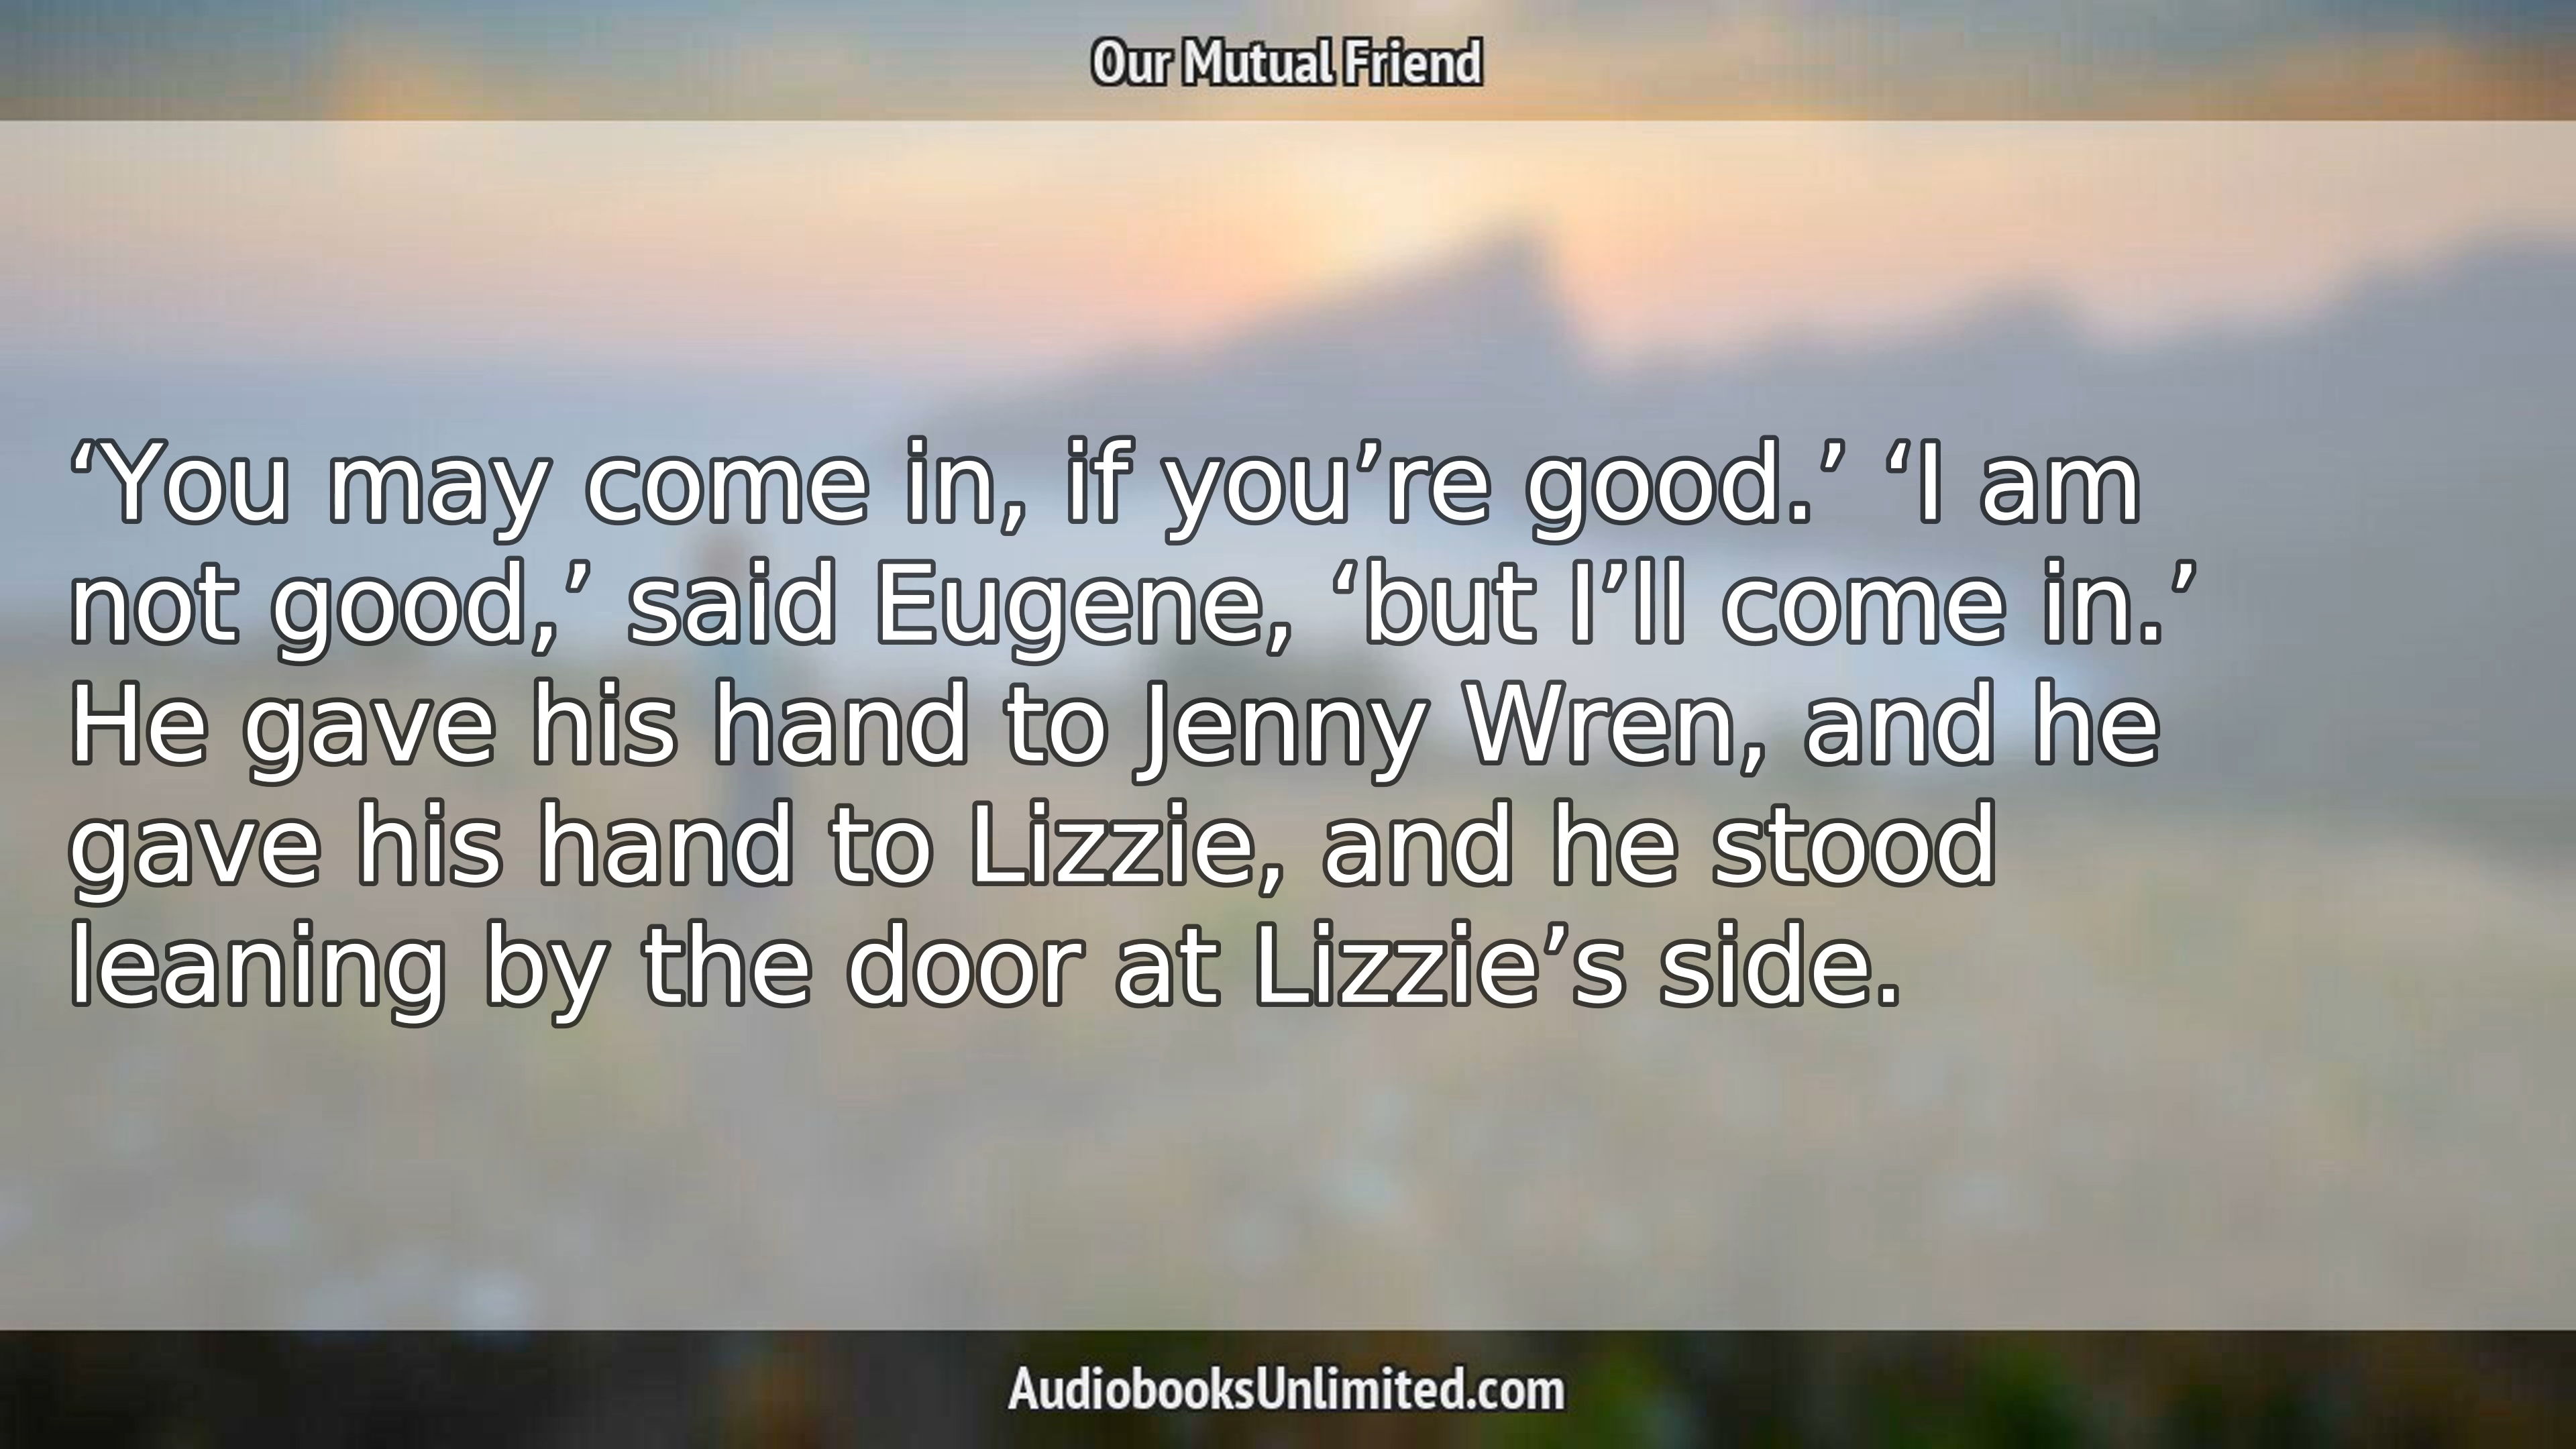 Our Mutual Friend
‘You may come in, if you’re good.’ ‘I am
not good,’ said Eugene, ‘but I’ll come in.’
He gave his hand to Jenny Wren, and he
gave his hand to Lizzie, and he stood
leaning by the door at Lizzie’s side.
AudiobooksUnlimited.com